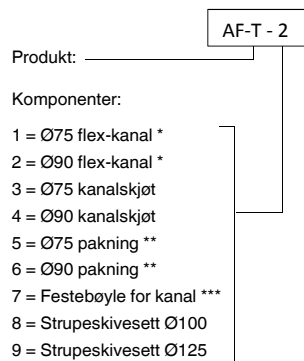 AF-T - 2
Produkt:
Komponenter:
1 = Ø75 flex-kanal *
2 = Ø90 flex-kanal *
3 = Ø75 kanalskjøt
4 = Ø90 kanalskjøt
5 = Ø75 pakning **
6 = Ø90 pakning **
7 = Festebøyle for kanal ***
8 = Strupeskivesett Ø100
9 = Strupeskivesett Ø125